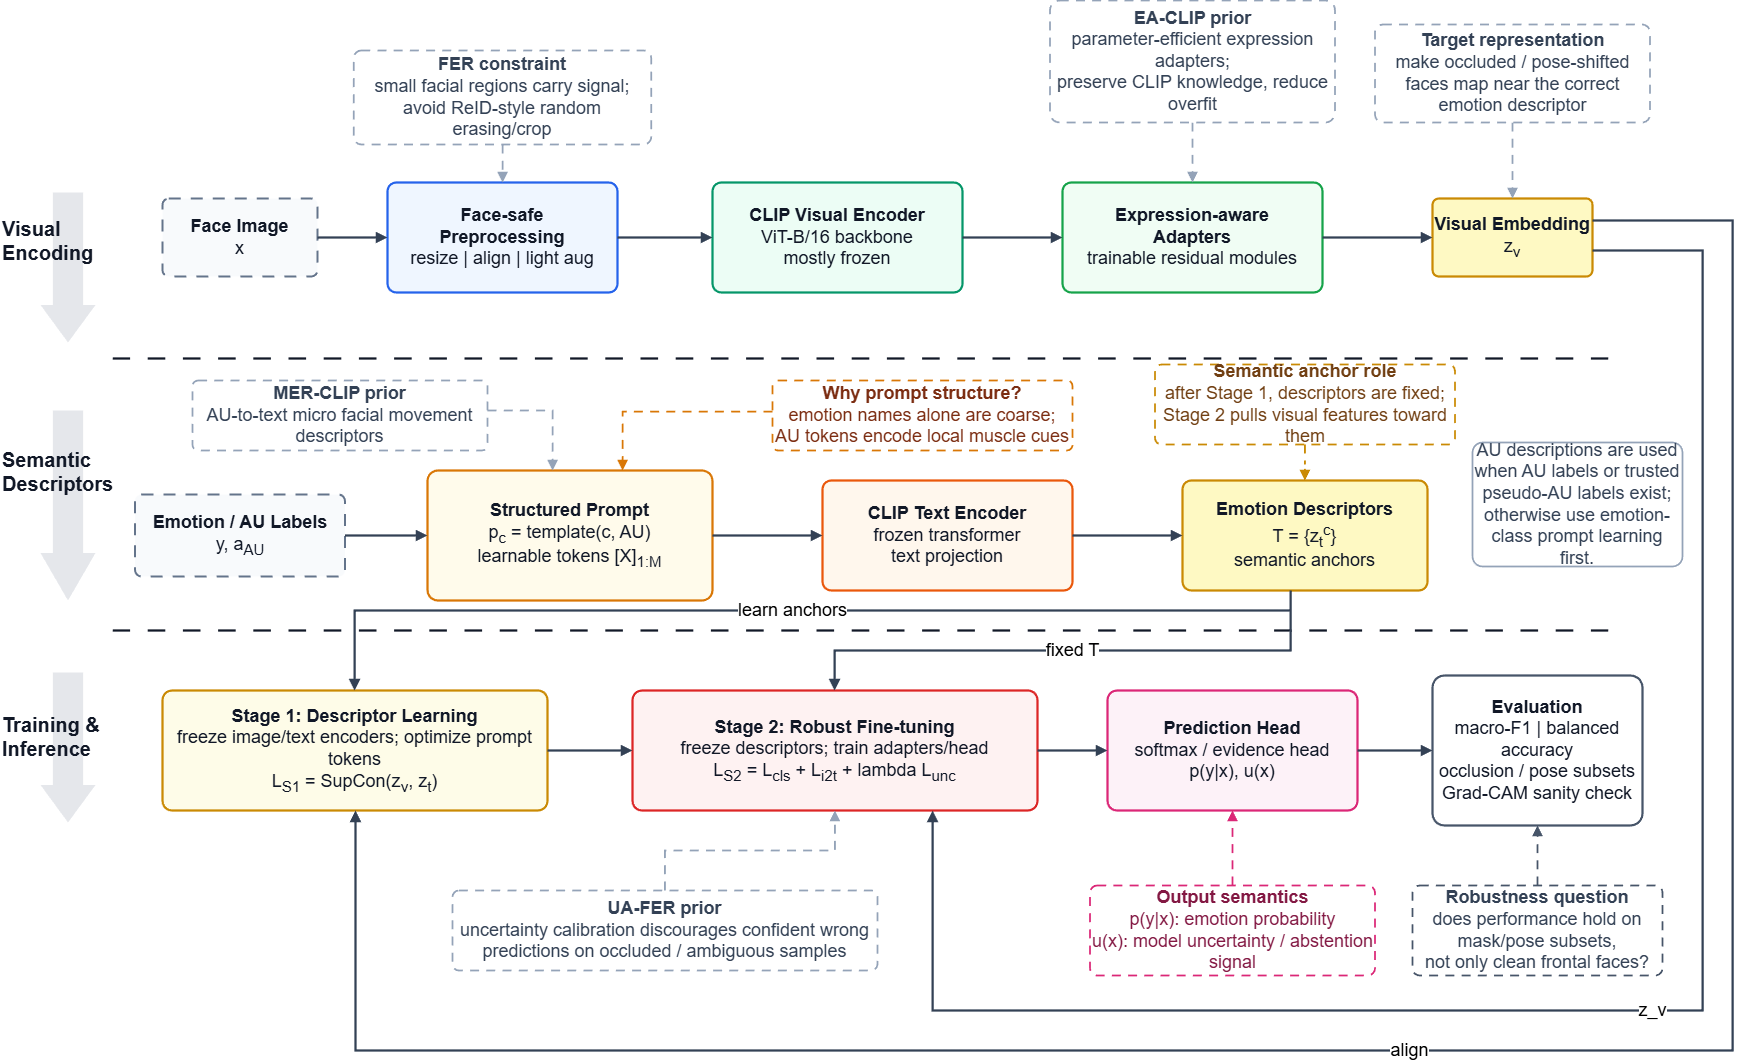 EA-CLIP prior
parameter-efficient expression
adapters;
preserve CLIP knowledge, reduce
overfit
Target representation
make occluded / pose-shifted
faces map near the correct
emotion descriptor
FER constraint
small facial regions carry signal;
avoid ReID-style random
erasing/crop
Visual
Encoding
Face Image
x
Face-safe
Preprocessing
resize | align | light aug
CLIP Visual Encoder
ViT-B/16 backbone
mostly frozen
Expression-aware
Adapters
trainable residual modules
Visual Embedding
z_v
MER-CLIP prior
AU-to-text micro facial movement
descriptors
Why prompt structure?
emotion names alone are coarse;
AU tokens encode local muscle cues
Semantic anchor role
after Stage 1, descriptors are fixed;
Stage 2 pulls visual features toward
them
AU descriptions are used
when AU labels or trusted
pseudo-AU labels exist;
otherwise use emotion-
class prompt learning
first.
Semantic
Descriptors
Emotion / AU Labels
y, a_AU
Structured Prompt
p_c = template(c, AU)
learnable tokens [X]_1:M
CLIP Text Encoder
frozen transformer
text projection
Emotion Descriptors
T = {z_t^c}
semantic anchors
learn anchors
fixed T
Training &
Inference
Stage 1: Descriptor Learning
freeze image/text encoders; optimize prompt
tokens
L_S1 = SupCon(z_v, z_t)
Stage 2: Robust Fine-tuning
freeze descriptors; train adapters/head
L_S2 = L_cls + L_i2t + lambda L_unc
Prediction Head
softmax / evidence head
p(y|x), u(x)
Evaluation
macro-F1 | balanced
accuracy
occlusion / pose subsets
Grad-CAM sanity check
UA-FER prior
uncertainty calibration discourages confident wrong
predictions on occluded / ambiguous samples
Output semantics
p(y|x): emotion probability
u(x): model uncertainty / abstention
signal
Robustness question
does performance hold on
mask/pose subsets,
not only clean frontal faces?
z_v
align